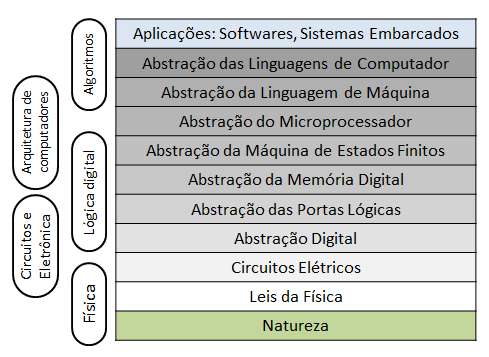 Aplicações: Softwares, Sistemas Embarcados
Abstração das Linguagens de Computador
Abstração da Linguagem de Máquina
Abstração do Microprocessador
Abstração da Máquina de Estados Finitos
Abstração da Memória Digital
Abstração das Portas Lógicas
Abstração Digital
Circuitos Elétricos
Leis da Física
Natureza
Algoritmos
Arquitetura de
computadores
Lógica digital
Circuitos e
Eletrônica
Física